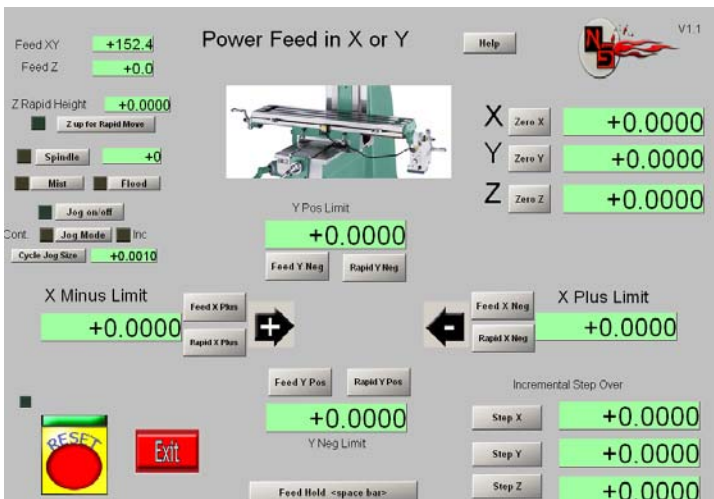 Feed XY +152.4
Power Feed in X or Y
Help
NS
V1.1
Feed Z +0.0
Z Rapid Height +0.0000
Z up for Rapid Move
X Zero X +0.0000
Y Zero Y +0.0000
Z Zero Z +0.0000
Spindle +0
Mist Flood
Jog on/off
Cont. Jog Mode Inc
Cycle Jog Size +0.0010
Y Pos Limit
+0.0000
Feed Y Neg Rapid Y Neg
X Minus Limit
+0.0000
Feed X Plus
Rapid X Plus
+
-
Feed X Neg
Rapid X Neg
X Plus Limit
+0.0000
Feed Y Pos Rapid Y Pos
+0.0000
Y Neg Limit
Incremental Step Over
Step X +0.0000
Step Y +0.0000
Step Z +0.0000
RESET
Exit
Feed Hold <space bar>